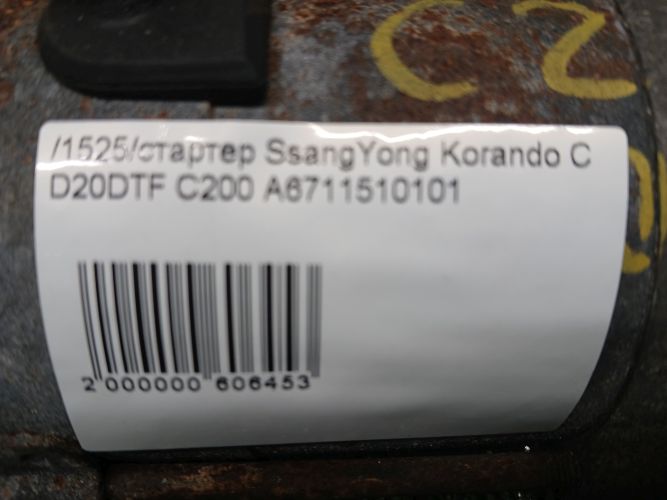 C2
/1525/стартер SsangYong Korando C
D20DTF C200 A6711510101
2 000000 606453